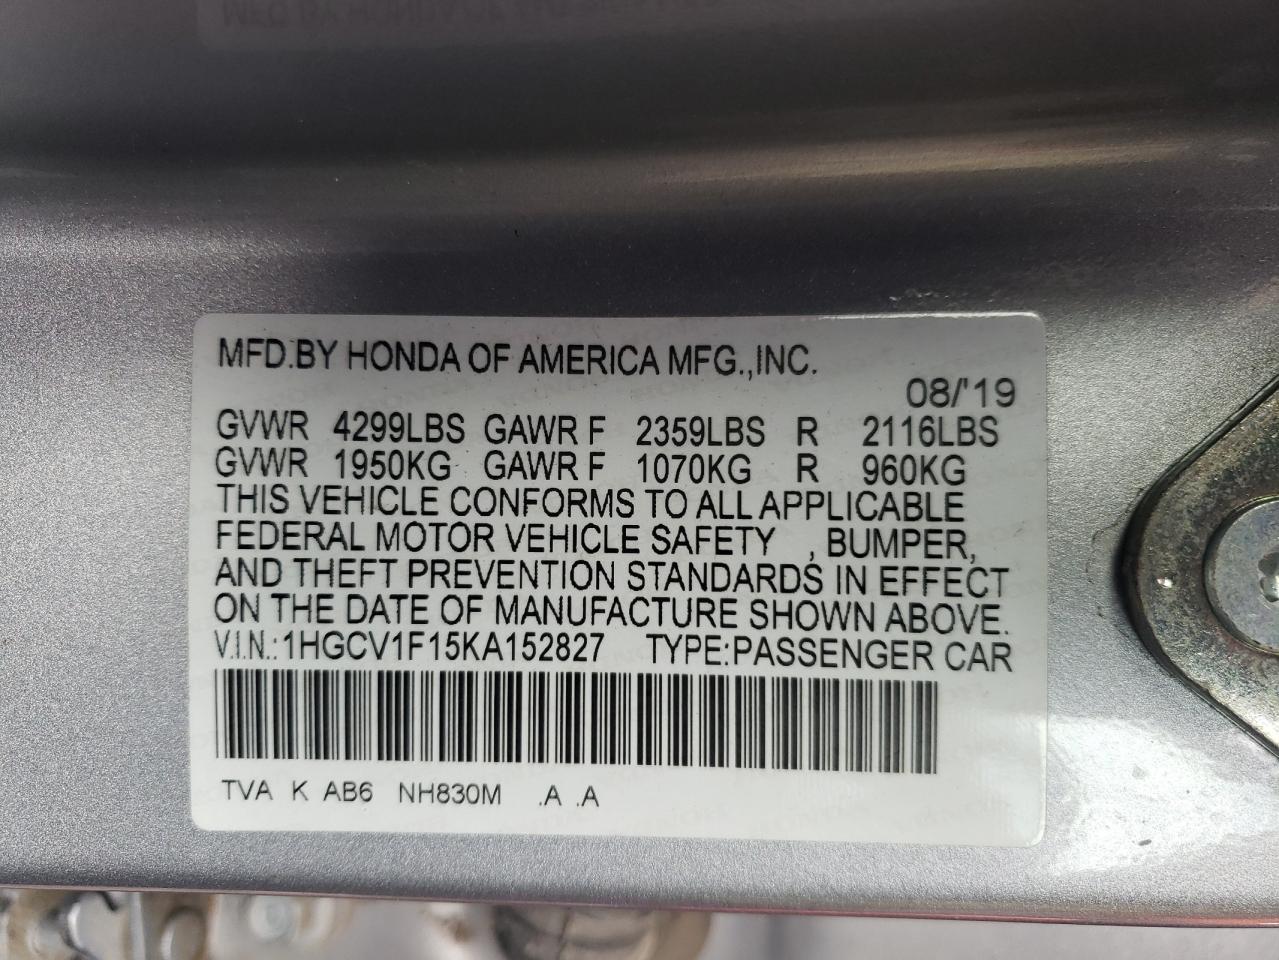 MFD.BY HONDA OF AMERICA MFG.,INC.
08/'19
GVWR 4299LBS GAWR F 2359LBS R 2116LBS
GVWR 1950KG GAWR F 1070KG R 960KG
THIS VEHICLE CONFORMS TO ALL APPLICABLE
FEDERAL MOTOR VEHICLE SAFETY , BUMPER,
AND THEFT PREVENTION STANDARDS IN EFFECT
ON THE DATE OF MANUFACTURE SHOWN ABOVE.
V.I.N.:1HGCV1F15KA152827 TYPE:PASSENGER CAR
TVA K AB6 NH830M .A .A